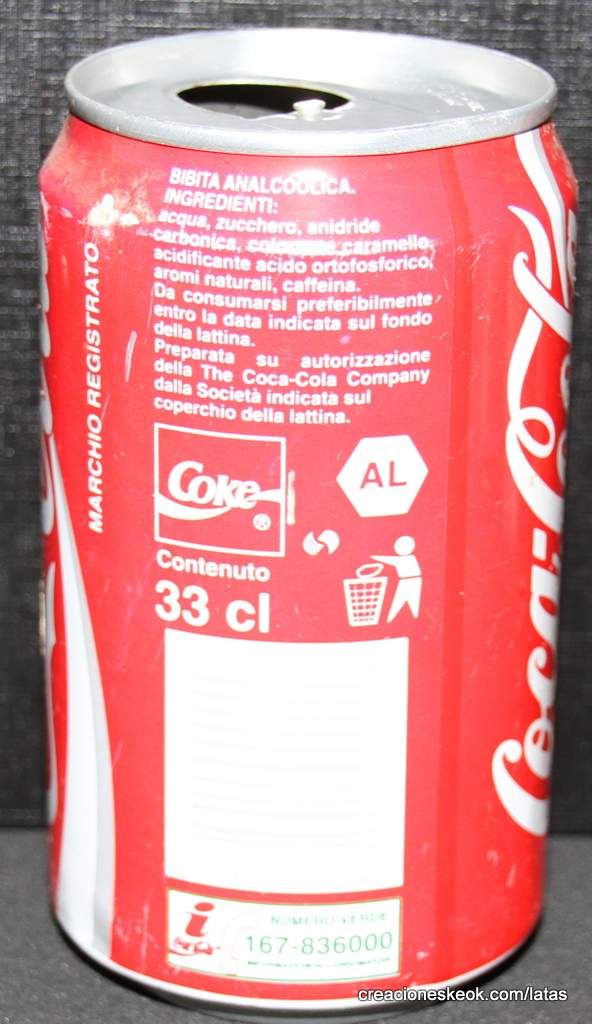 BIBITA ANALCOOLICA.
INGREDIENTI:
acqua, zucchero, anidride
carbonica, colorante caramello,
acidificante acido ortofosforico,
aromi naturali, caffeina.
Da consumarsi preferibilmente
entro la data indicata sul fondo
della lattina.
Preparata su autorizzazione
della The Coca-Cola Company
dalla Società indicata sul
coperchio della lattina.
MARCHIO REGISTRATO
Coke ®
AL
Contenuto
33 cl
Coca-Cola
i
NUMERO VERDE
167-836000
creacioneskeok.com/latas